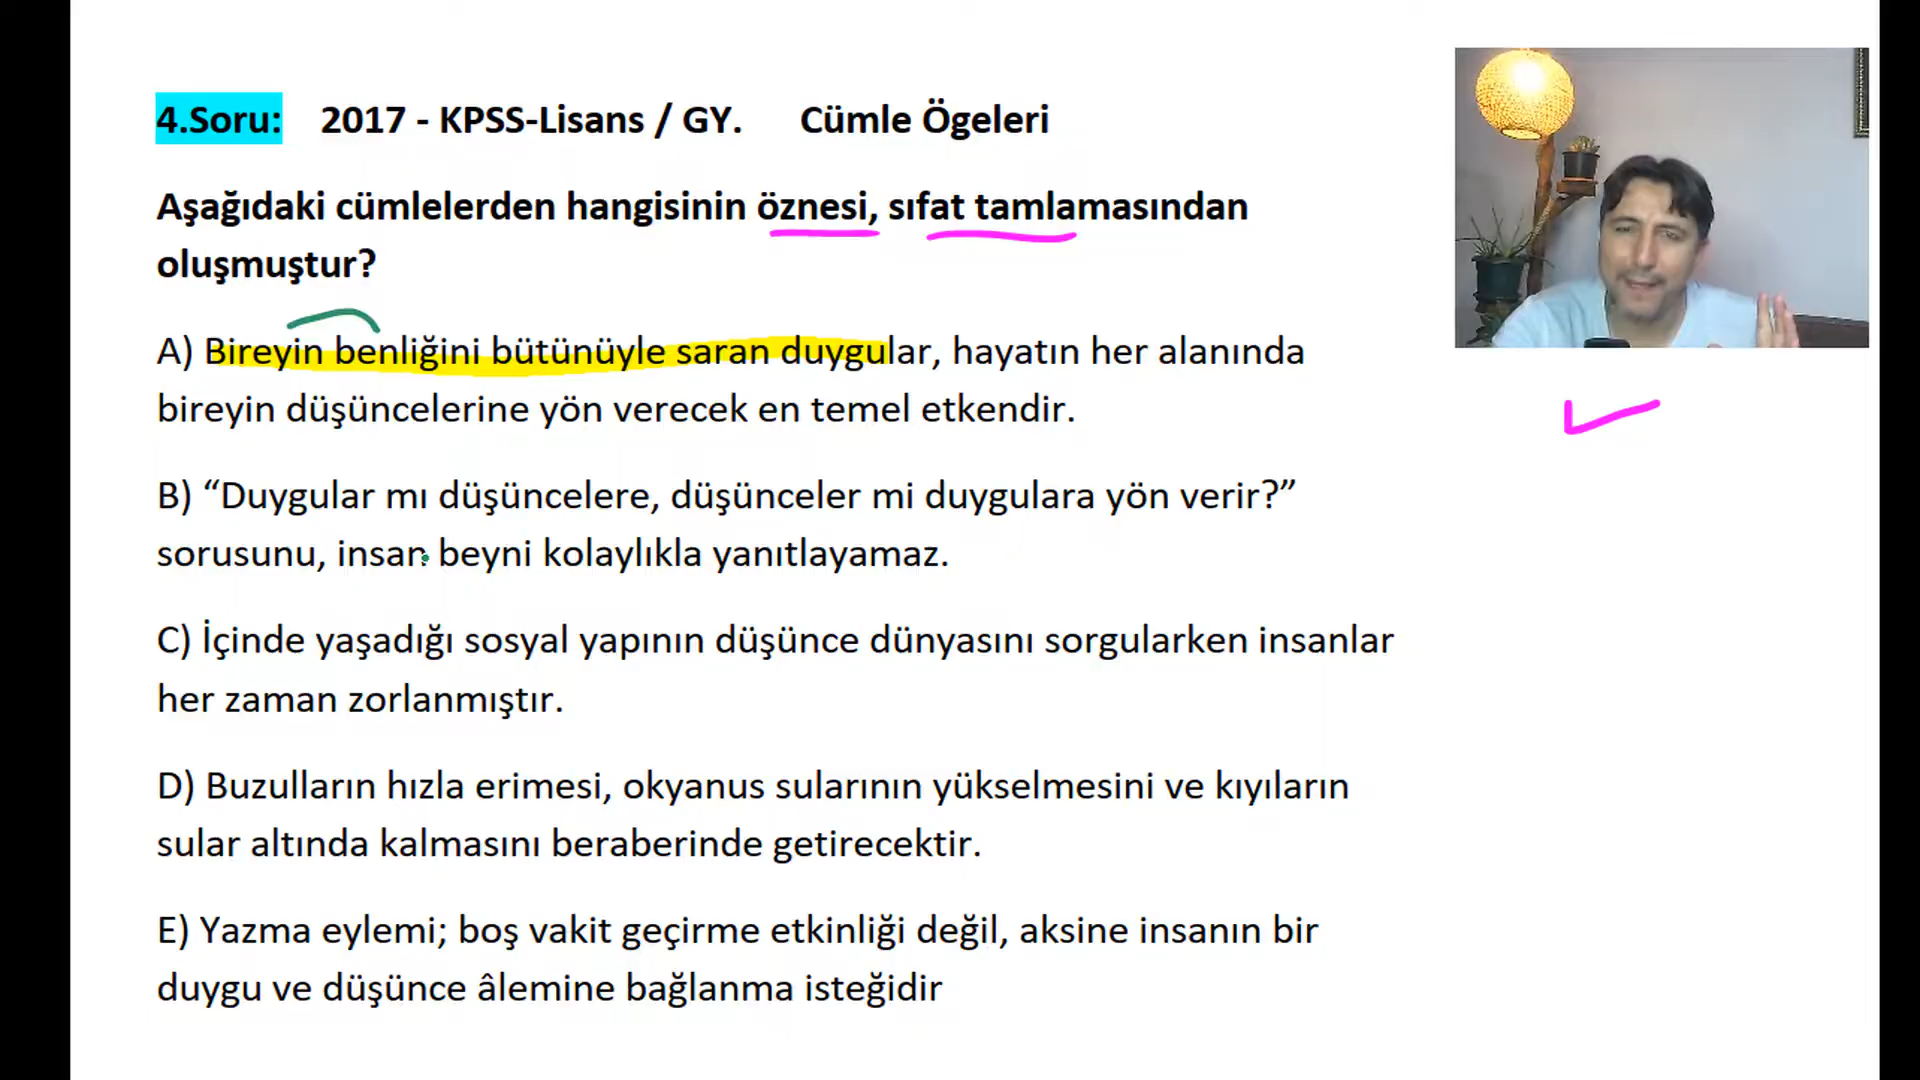 4.Soru: 2017 - KPSS-Lisans / GY. Cümle Ögeleri
Aşağıdaki cümlelerden hangisinin öznesi, sıfat tamlamasından
oluşmuştur?
A) Bireyin benliğini bütünüyle saran duygular, hayatın her alanında
bireyin düşüncelerine yön verecek en temel etkendir.
B) “Duygular mı düşüncelere, düşünceler mi duygulara yön verir?”
sorusunu, insan beyni kolaylıkla yanıtlayamaz.
C) İçinde yaşadığı sosyal yapının düşünce dünyasını sorgularken insanlar
her zaman zorlanmıştır.
D) Buzulların hızla erimesi, okyanus sularının yükselmesini ve kıyıların
sular altında kalmasını beraberinde getirecektir.
E) Yazma eylemi; boş vakit geçirme etkinliği değil, aksine insanın bir
duygu ve düşünce âlemine bağlanma isteğidir